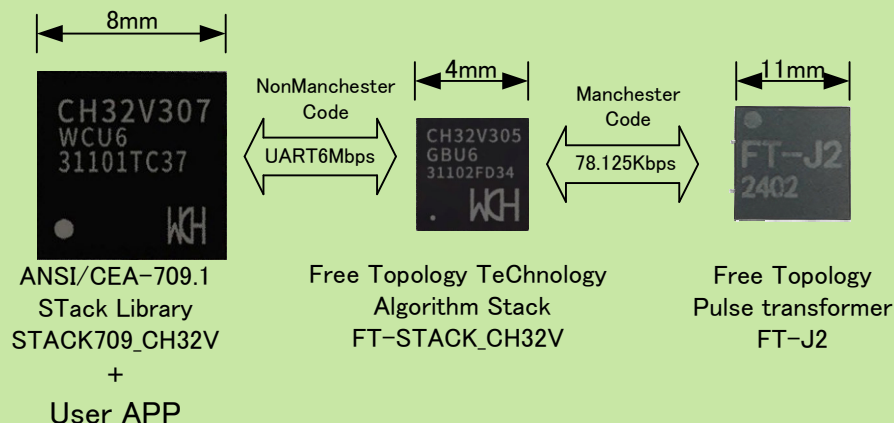 8mm
CH32V307
WCU6
31101TC37
WCH
ANSI/CEA-709.1
STack Library
STACK709_CH32V
+
User APP
NonManchester
Code
UART6Mbps
4mm
CH32V305
GBU6
31102FD34
WCH
Free Topology TeChnology
Algorithm Stack
FT-STACK_CH32V
Manchester
Code
78.125Kbps
11mm
FT-J2
2402
Free Topology
Pulse transformer
FT-J2